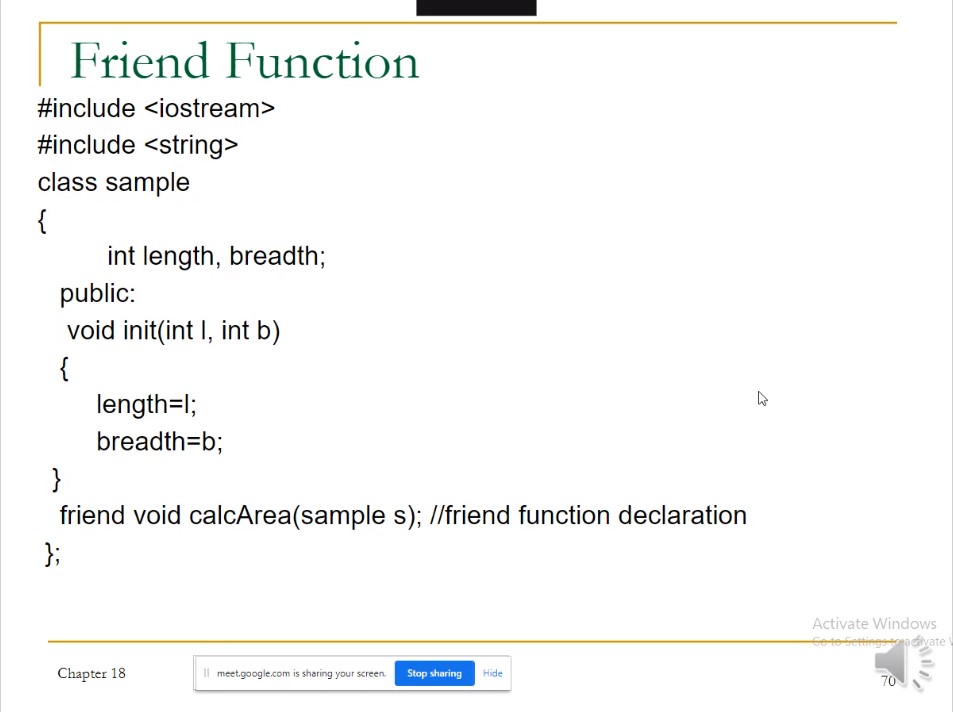 Friend Function
#include <iostream>
#include <string>
class sample
{
int length, breadth;
public:
void init(int l, int b)
{
length=l;
breadth=b;
}
friend void calcArea(sample s); //friend function declaration
};
Activate Windows
Go to Settings to activate W
Chapter 18
meet.google.com is sharing your screen.
Stop sharing
Hide
70